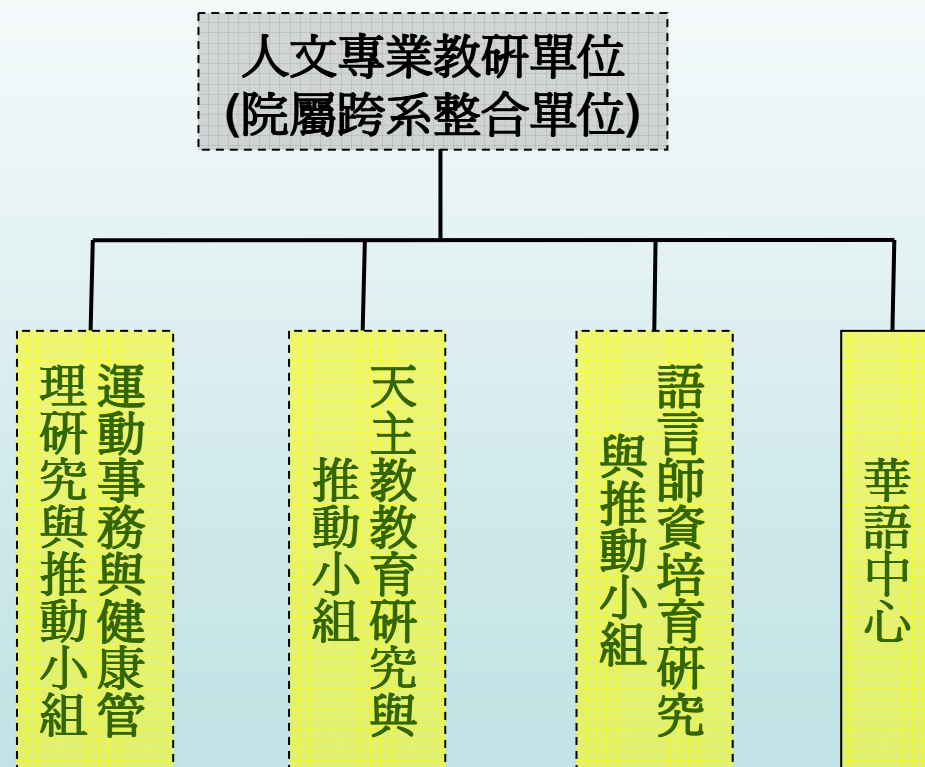 人文專業教研單位
(院屬跨系整合單位)
運動事務與健康管
理研究與推動小組
天主教教育研究與
推動小組
語言師資培育研究
與推動小組
華語中心